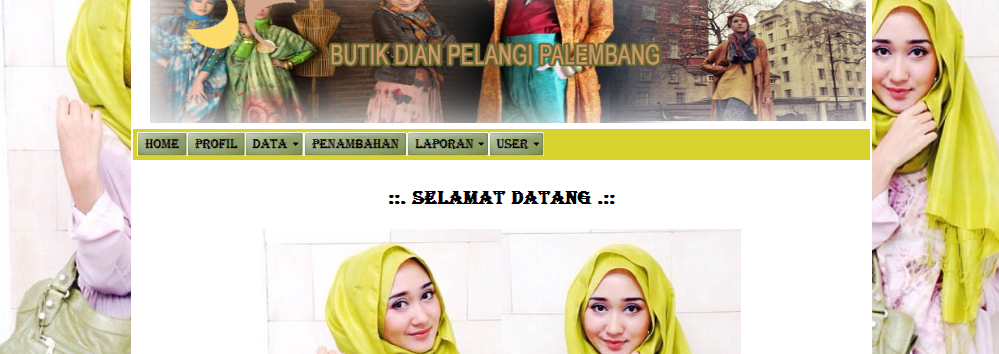 BUTIK DIAN PELANGI PALEMBANG
HOME PROFIL DATA PENAMBAHAN LAPORAN USER
::. SELAMAT DATANG .::